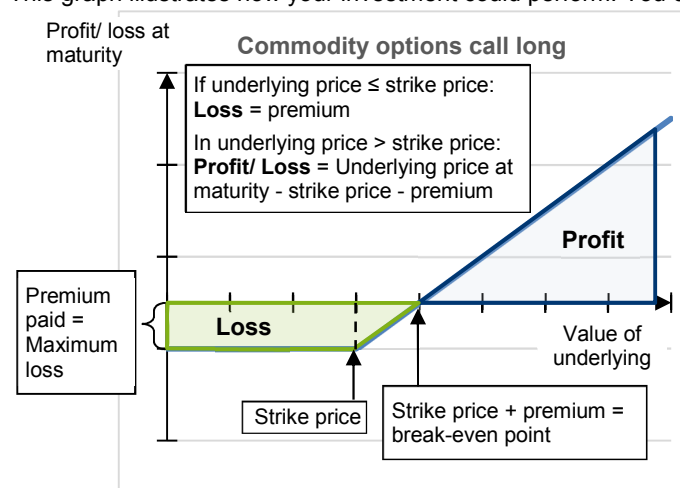 This graph illustrates how your investment could perform. You
Profit/ loss at
maturity
Commodity options call long
If underlying price ≤ strike price:
Loss = premium
In underlying price > strike price:
Profit/ Loss = Underlying price at
maturity - strike price - premium
Profit
Premium
paid =
Maximum
loss
Loss
Value of
underlying
Strike price
Strike price + premium =
break-even point